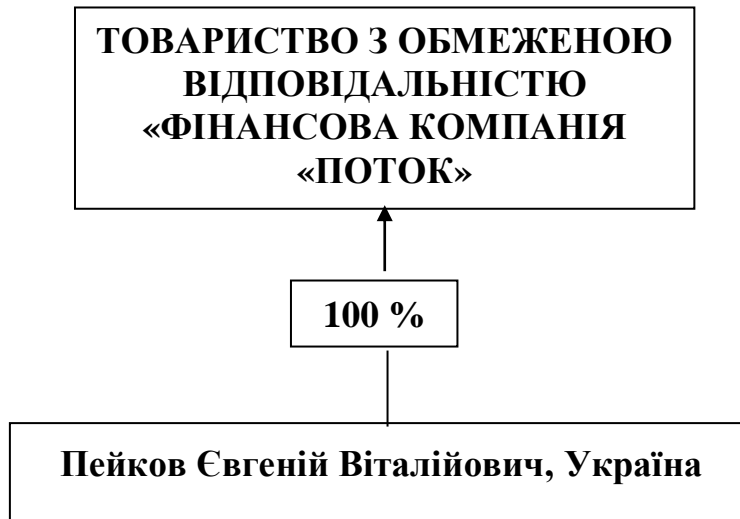 ТОВАРИСТВО З ОБМЕЖЕНОЮ
ВІДПОВІДАЛЬНІСТЮ
«ФІНАНСОВА КОМПАНІЯ
«ПОТОК»
100 %
Пейков Євгеній Віталійович, Україна